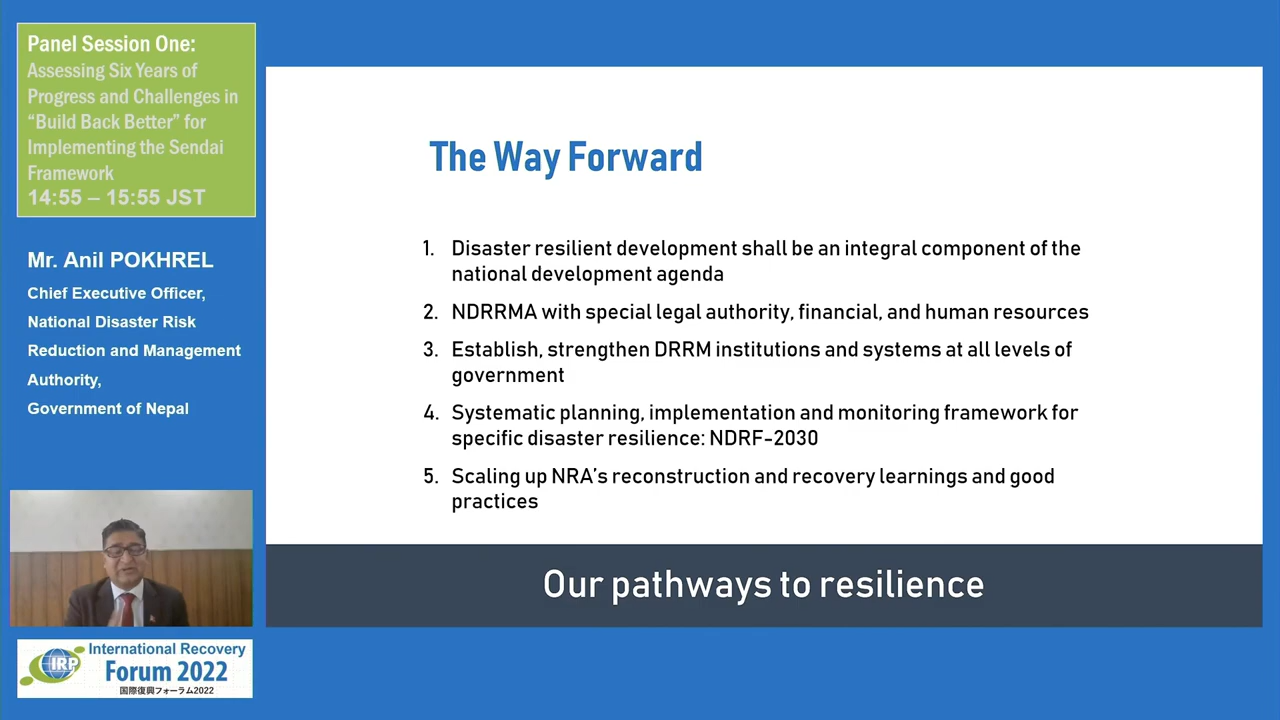 Panel Session One:
Assessing Six Years of
Progress and Challenges in
“Build Back Better” for
Implementing the Sendai
Framework
14:55 – 15:55 JST
Mr. Anil POKHREL
Chief Executive Officer,
National Disaster Risk
Reduction and Management
Authority,
Government of Nepal
IRP
International Recovery
Forum 2022
国際復興フォーラム2022
The Way Forward
1. Disaster resilient development shall be an integral component of the
national development agenda
2. NDRRMA with special legal authority, financial, and human resources
3. Establish, strengthen DRRM institutions and systems at all levels of
government
4. Systematic planning, implementation and monitoring framework for
specific disaster resilience: NDRF-2030
5. Scaling up NRA’s reconstruction and recovery learnings and good
practices
Our pathways to resilience